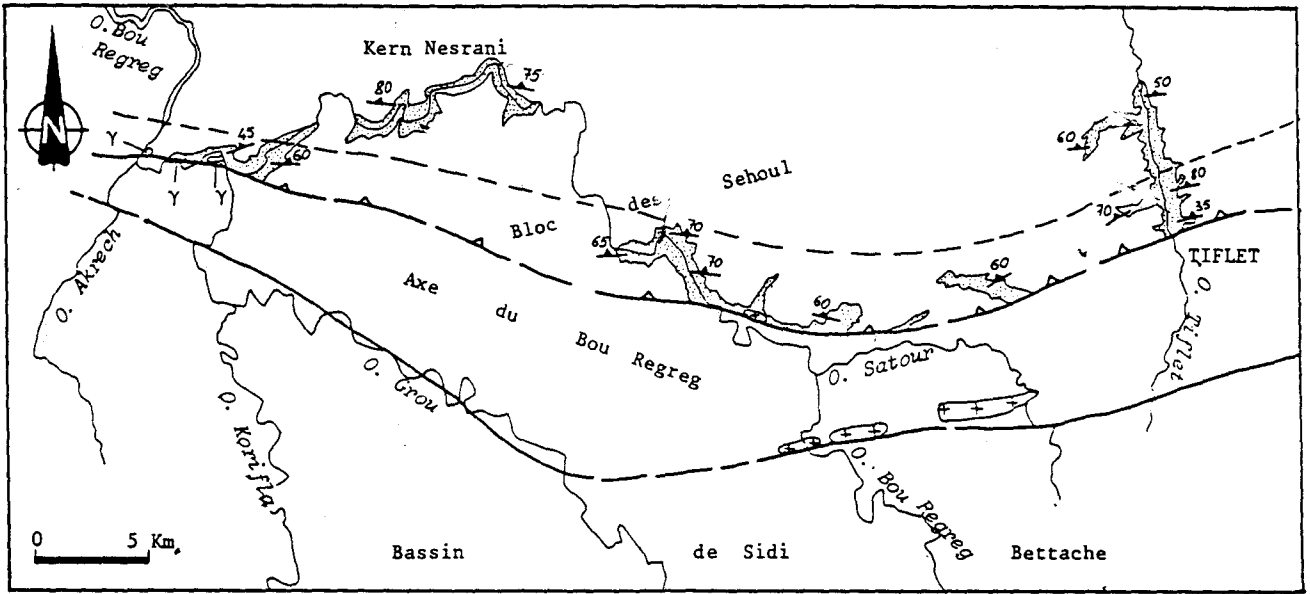 O. Bou
Regreg
Kern Nesrani
N
80
75
50
45
60
60
γ
γ
γ
Sehoul
des
Bloc
80
70
35
70
65
70
60
60
TIFLET
O. Akrech
Axe
du
Bou Regreg
O. Tiflet
O. Satour
O. Grou
O. Korifla
O. Bou Regreg
0 5 Km.
Bassin de Sidi Bettache